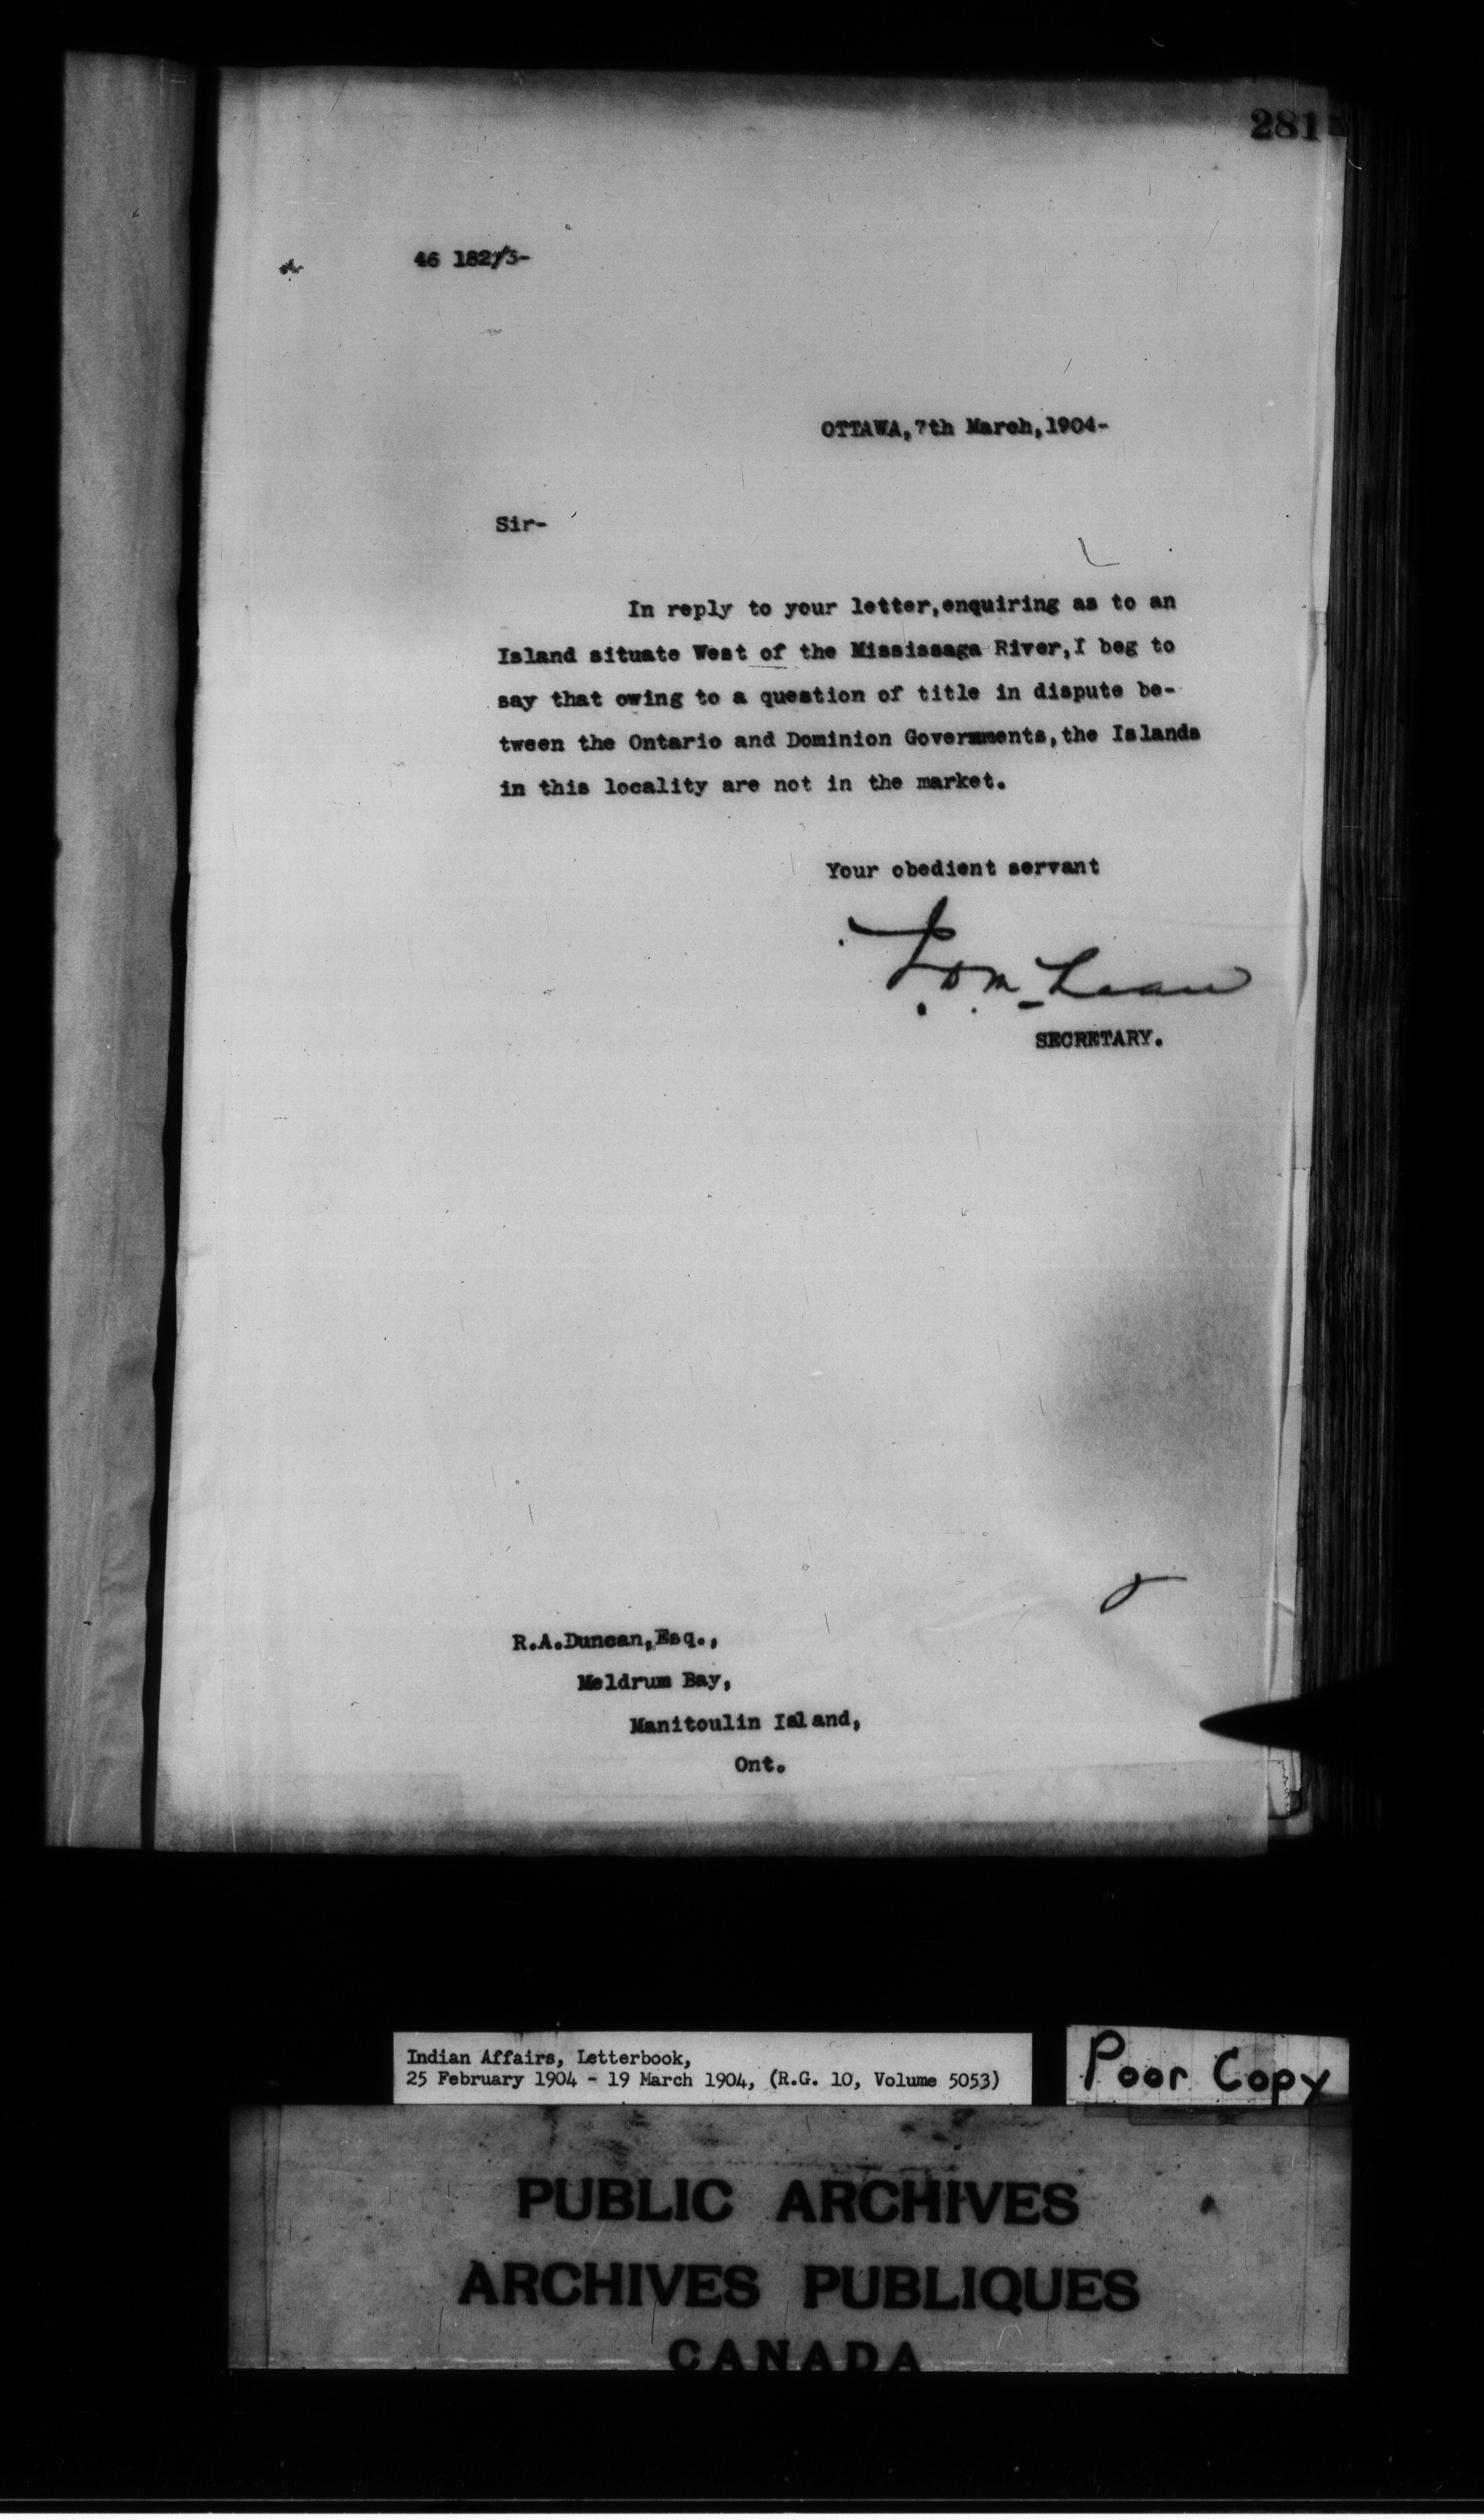 281
46 182/3-
OTTAWA, 7th March, 1904-
Sir-
In reply to your letter, enquiring as to an
Island situate West of the Mississaga River, I beg to
say that owing to a question of title in dispute be-
tween the Ontario and Dominion Governments, the Islands
in this locality are not in the market.
Your obedient servant
J. D. McLean
SECRETARY.
R.A. Duncan, Esq.,
Meldrum Bay,
Manitoulin Island,
Ont.
Indian Affairs, Letterbook,
25 February 1904 - 19 March 1904, (R.G. 10, Volume 5053)
Poor Copy
PUBLIC ARCHIVES
ARCHIVES PUBLIQUES
CANADA